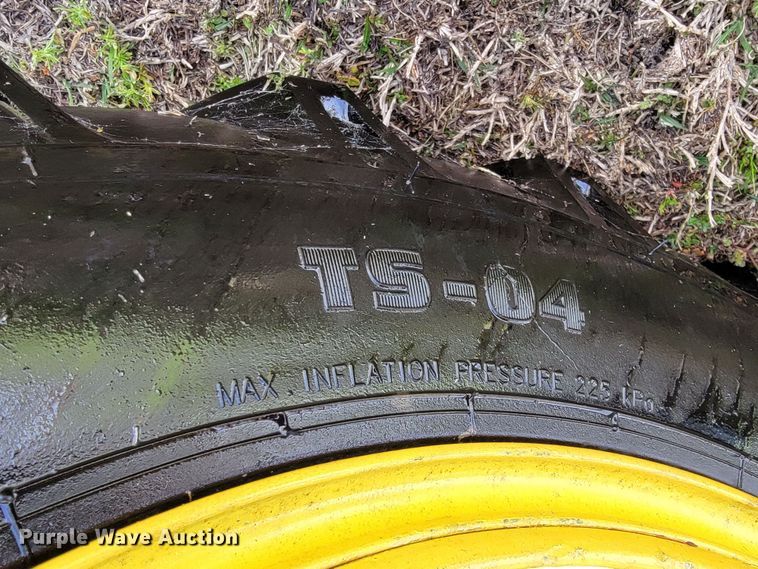 TS-04
MAX. INFLATION PRESSURE 225 kPa
Purple Wave Auction